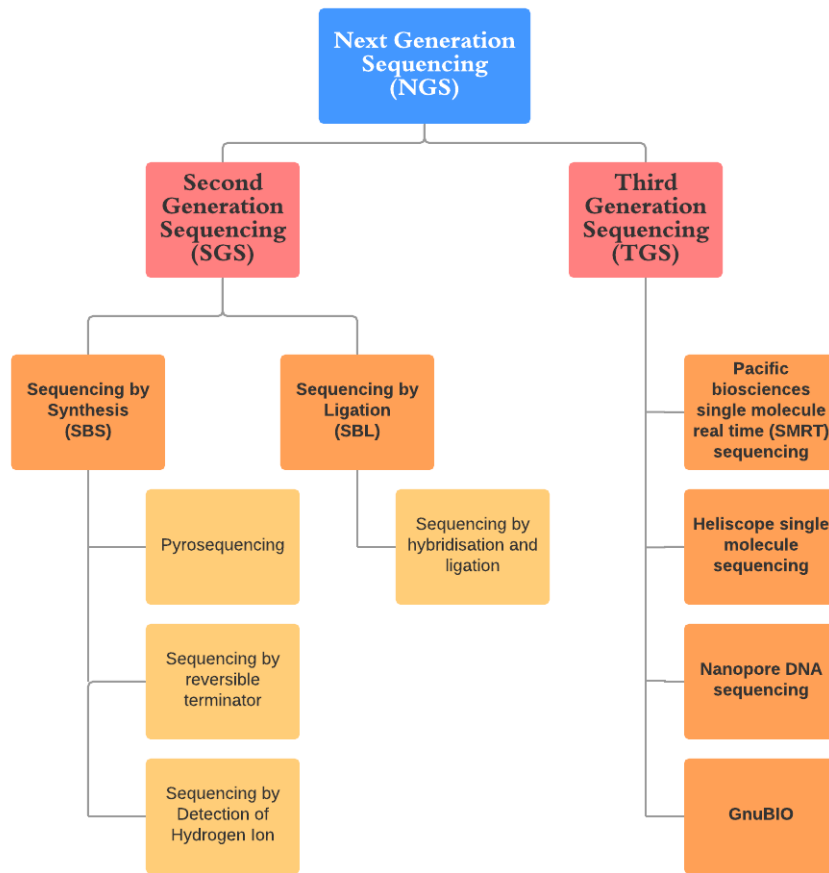 Next Generation
Sequencing
(NGS)
Second
Generation
Sequencing
(SGS)
Third
Generation
Sequencing
(TGS)
Sequencing by
Synthesis
(SBS)
Sequencing by
Ligation
(SBL)
Pacific
biosciences
single molecule
real time (SMRT)
sequencing
Pyrosequencing
Sequencing by
hybridisation and
ligation
Heliscope single
molecule
sequencing
Sequencing by
reversible
terminator
Nanopore DNA
sequencing
Sequencing by
Detection of
Hydrogen Ion
GnuBIO